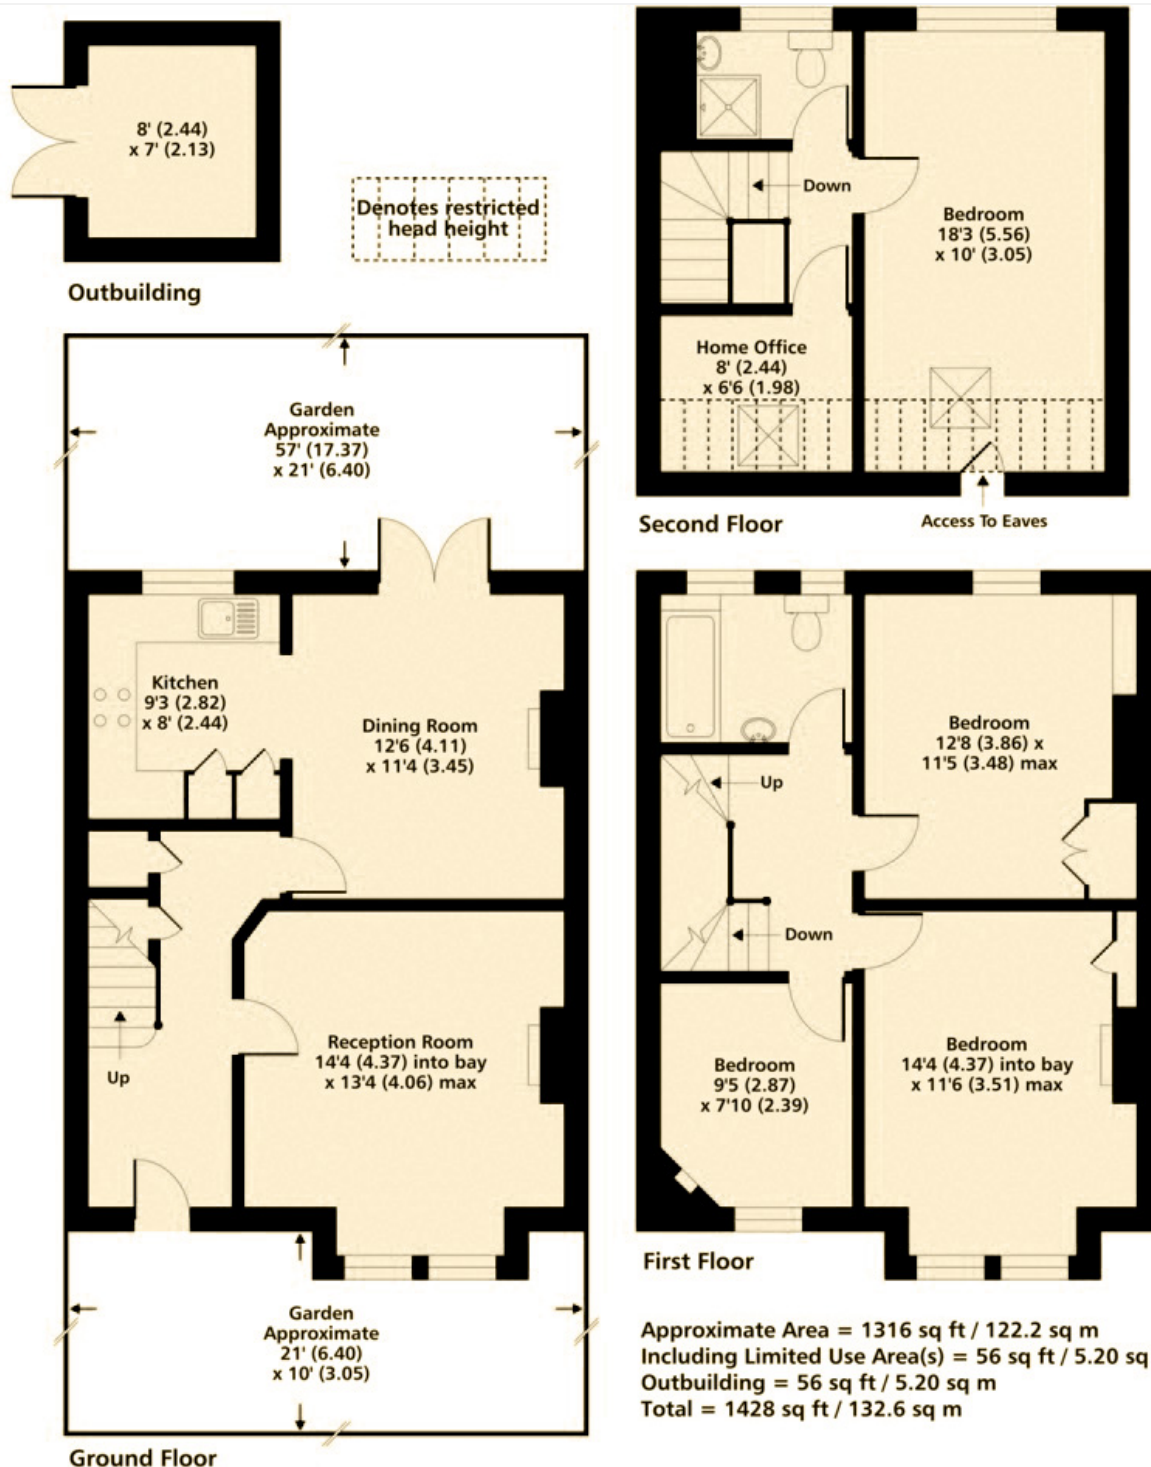 8' (2.44)
x 7' (2.13)
Outbuilding
Denotes restricted
head height
Down
Bedroom
18'3 (5.56)
x 10' (3.05)
Home Office
8' (2.44)
x 6'6 (1.98)
Second Floor
Access To Eaves
Garden
Approximate
57' (17.37)
x 21' (6.40)
Kitchen
9'3 (2.82)
x 8' (2.44)
Dining Room
12'6 (4.11)
x 11'4 (3.45)
Up
Reception Room
14'4 (4.37) into bay
x 13'4 (4.06) max
Garden
Approximate
21' (6.40)
x 10' (3.05)
Ground Floor
Bedroom
12'8 (3.86) x
11'5 (3.48) max
Up
Down
Bedroom
9'5 (2.87)
x 7'10 (2.39)
Bedroom
14'4 (4.37) into bay
x 11'6 (3.51) max
First Floor
Approximate Area = 1316 sq ft / 122.2 sq m
Including Limited Use Area(s) = 56 sq ft / 5.20 sq
Outbuilding = 56 sq ft / 5.20 sq m
Total = 1428 sq ft / 132.6 sq m